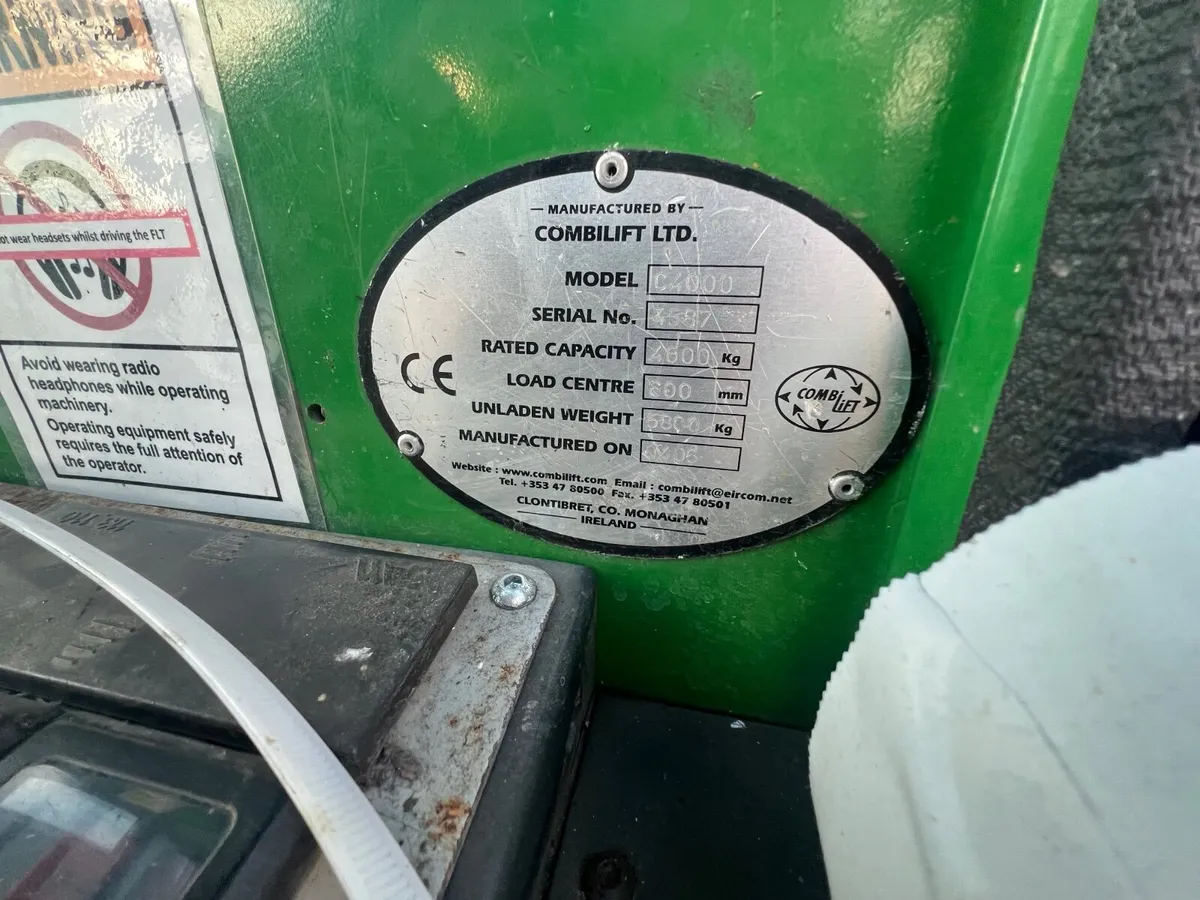 ot wear headsets whilst driving the FLT
Avoid wearing radio
headphones while operating
machinery.
Operating equipment safely
requires the full attention of
the operator.
MANUFACTURED BY
COMBILIFT LTD.
MODEL C4000
SERIAL No.
RATED CAPACITY Kg
LOAD CENTRE 600 mm
UNLADEN WEIGHT Kg
MANUFACTURED ON
COMBILIFT
CE
Website : www.combilift.com Email : combilift@eircom.net
Tel. +353 47 80500 Fax. +353 47 80501
CLONTIBRET, CO. MONAGHAN
IRELAND